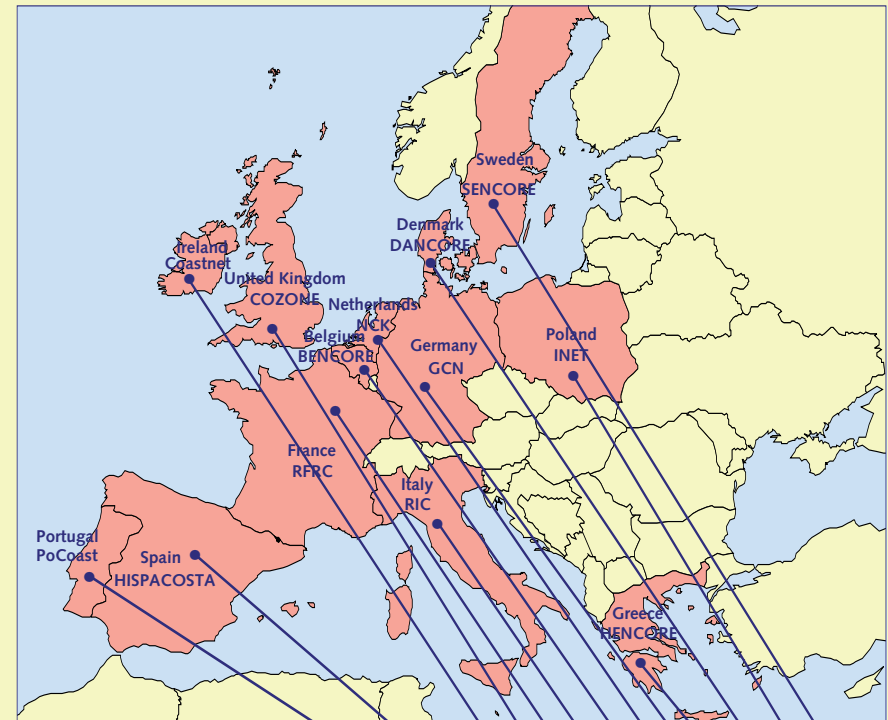 Sweden
SENCORE
Denmark
DANCORE
Ireland
Coastnet
United Kingdom
COZONE
Netherlands
NCK
Belgium
BENCORE
Germany
GCN
Poland
INET
France
RFRC
Italy
RIC
Portugal
PoCoast
Spain
HISPACOSTA
Greece
HENCORE